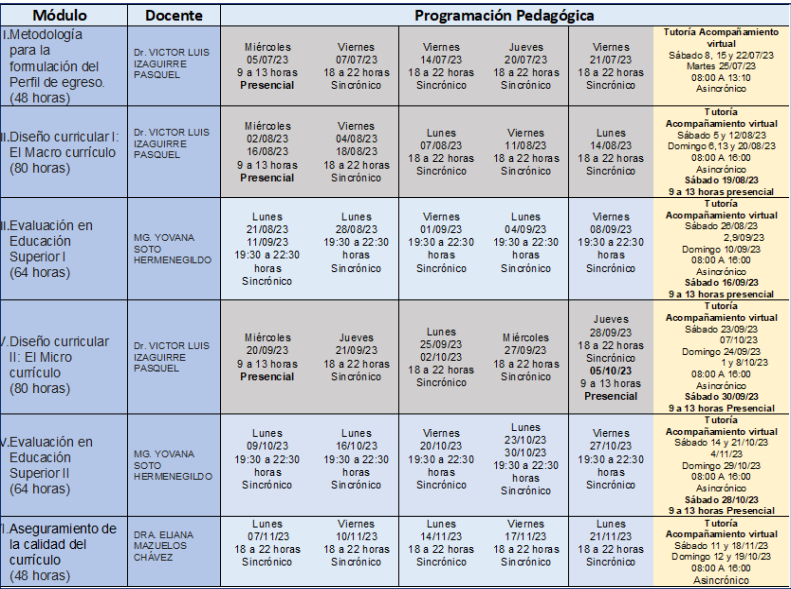 Módulo
Docente
Programación Pedagógica
I.Metodología
para la
formulación del
Perfil de egreso.
(48 horas)
Dr. VICTOR LUIS
IZAGUIRRE
PASQUEL
Miércoles
05/07/23
9 a 13 horas
Presencial
Viernes
07/07/23
18 a 22 horas
Sincrónico
Viernes
14/07/23
18 a 22 horas
Sincrónico
Jueves
20/07/23
18 a 22 horas
Sincrónico
Viernes
21/07/23
18 a 22 horas
Sincrónico
Tutoría Acompañamiento
virtual
Sábado 8, 15 y 22/07/23
Martes 25/07/23
08:00 A 13:10
Asincrónico
II.Diseño curricular I:
El Macro currículo
(80 horas)
Dr. VICTOR LUIS
IZAGUIRRE
PASQUEL
Miércoles
02/08/23
16/08/23
9 a 13 horas
Presencial
Viernes
04/08/23
18/08/23
18 a 22 horas
Sincrónico
Lunes
07/08/23
18 a 22 horas
Sincrónico
Viernes
11/08/23
18 a 22 horas
Sincrónico
Lunes
14/08/23
18 a 22 horas
Sincrónico
Tutoría
Acompañamiento virtual
Sábado 5 y 12/08/23
Domingo 6,13 y 20/08/23
08:00 A 16:00
Asincrónico
Sábado 19/08/23
9 a 13 horas presencial
II.Evaluación en
Educación
Superior I
(64 horas)
MG. YOVANA
SOTO
HERMENEGILDO
Lunes
21/08/23
11/09/23
19:30 a 22:30
horas
Sincrónico
Lunes
28/08/23
19:30 a 22:30
horas
Sincrónico
Viernes
01/09/23
19:30 a 22:30
horas
Sincrónico
Lunes
04/09/23
19:30 a 22:30
horas
Sincrónico
Viernes
08/09/23
19:30 a 22:30
horas
Sincrónico
Tutoría
Acompañamiento virtual
Sábado 26/08/23
2,9/09/23
Domingo 10/09/23
08:00 A 16:00
Asincrónico
Sábado 16/09/23
9 a 13 horas presencial
V.Diseño curricular
II: El Micro
currículo
(80 horas)
Dr. VICTOR LUIS
IZAGUIRRE
PASQUEL
Miércoles
20/09/23
9 a 13 horas
Presencial
Jueves
21/09/23
18 a 22 horas
Sincrónico
Lunes
25/09/23
02/10/23
18 a 22 horas
Sincrónico
Miércoles
27/09/23
18 a 22 horas
Sincrónico
Jueves
28/09/23
18 a 22 horas
Sincrónico
05/10/23
9 a 13 horas
Presencial
Tutoría
Acompañamiento virtual
Sábado 23/09/23
07/10/23
Domingo 24/09/23
1 y 8/10/23
08:00 A 16:00
Asincrónico
Sábado 30/09/23
9 a 13 horas Presencial
V.Evaluación en
Educación
Superior II
(64 horas)
MG. YOVANA
SOTO
HERMENEGILDO
Lunes
09/10/23
19:30 a 22:30
horas
Sincrónico
Lunes
16/10/23
19:30 a 22:30
horas
Sincrónico
Viernes
20/10/23
19:30 a 22:30
horas
Sincrónico
Lunes
23/10/23
30/10/23
19:30 a 22:30
horas
Sincrónico
Viernes
27/10/23
19:30 a 22:30
horas
Sincrónico
Tutoría
Acompañamiento virtual
Sábado 14 y 21/10/23
4/11/23
Domingo 29/10/23
08:00 A 16:00
Asincrónico
Sábado 28/10/23
9 a 13 horas Presencial
I.Aseguramiento de
la calidad del
currículo
(48 horas)
DRA. ELIANA
MAZUELOS
CHÁVEZ
Lunes
07/11/23
18 a 22 horas
Sincrónico
Viernes
10/11/23
18 a 22 horas
Sincrónico
Lunes
14/11/23
18 a 22 horas
Sincrónico
Viernes
17/11/23
18 a 22 horas
Sincrónico
Lunes
21/11/23
18 a 22 horas
Sincrónico
Tutoría
Acompañamiento virtual
Sábado 11 y 18/11/23
Domingo 12 y 19/10/23
08:00 A 16:00
Asincrónico